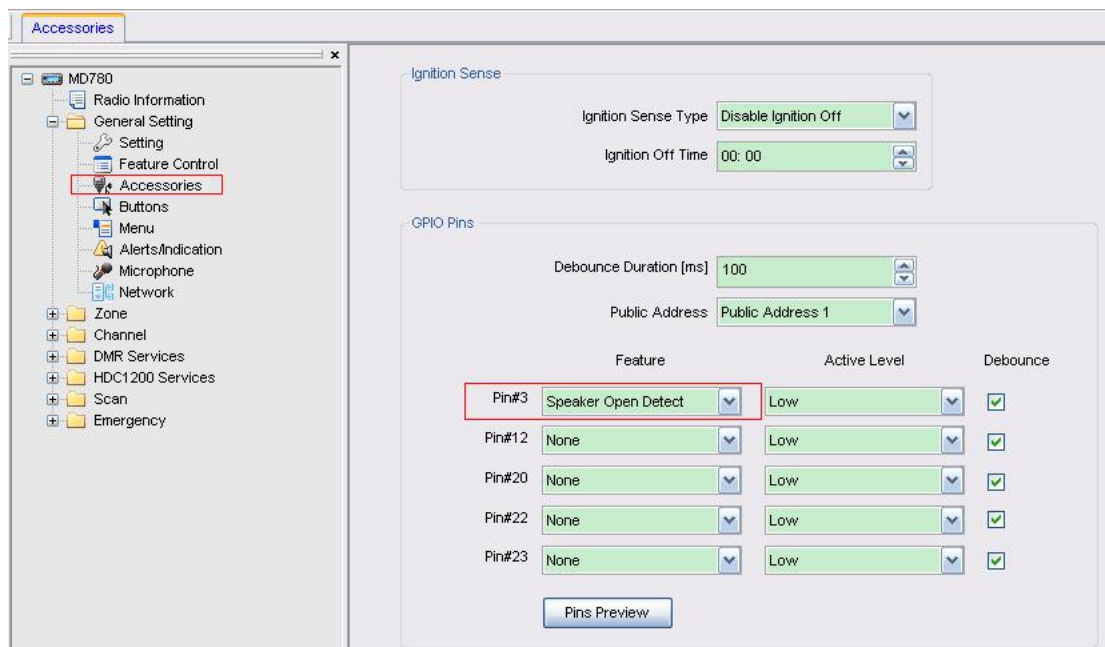 Accessories
MD780
Radio Information
General Setting
Setting
Feature Control
Accessories
Buttons
Menu
Alerts/Indication
Microphone
Network
Zone
Channel
DMR Services
HDC1200 Services
Scan
Emergency
Ignition Sense
Ignition Sense Type Disable Ignition Off
Ignition Off Time 00: 00
GPIO Pins
Debounce Duration [ms] 100
Public Address Public Address 1
Feature Active Level Debounce
Pin#3 Speaker Open Detect Low
Pin#12 None Low
Pin#20 None Low
Pin#22 None Low
Pin#23 None Low
Pins Preview